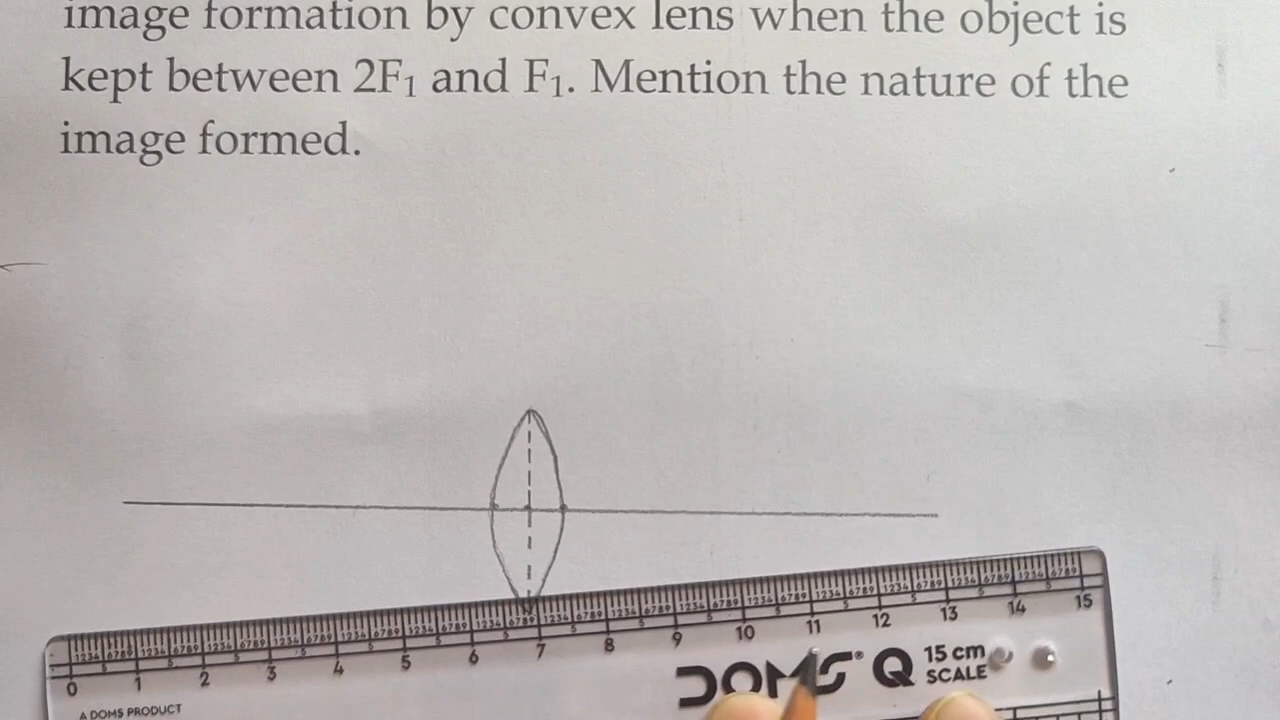 image formation by convex lens when the object is
kept between 2F₁ and F₁. Mention the nature of the
image formed.
0 1 2 3 4 5 6 7 8 9 10 11 12 13 14 15
DOMS® Q 15 cm
SCALE
A DOMS PRODUCT